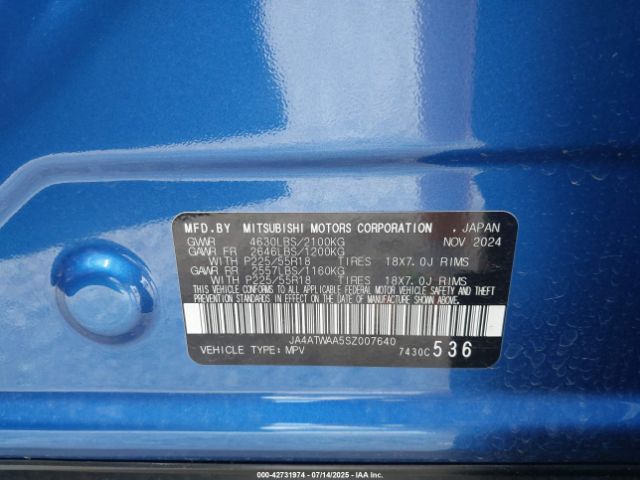 MFD.BY MITSUBISHI MOTORS CORPORATION , JAPAN
GVWR 4630LBS/2100KG NOV 2024
GAWR FR 2646LBS/1200KG
WITH P225/55R18 TIRES 18X7.0J RIMS
GAWR RR 2557LBS/1160KG
WITH P225/55R18 TIRES 18X7.0J RIMS
THIS VEHICLE CONFORMS TO ALL APPLICABLE FEDERAL MOTOR VEHICLE SAFETY AND THEFT PREVENTION STANDARDS IN EFFECT ON THE DATE OF MANUFACTURE SHOWN ABOVE.
JA4ATWAA5SZ007640
VEHICLE TYPE: MPV 7430C 536
000-42731974 07/14/2025 IAAI, Inc.